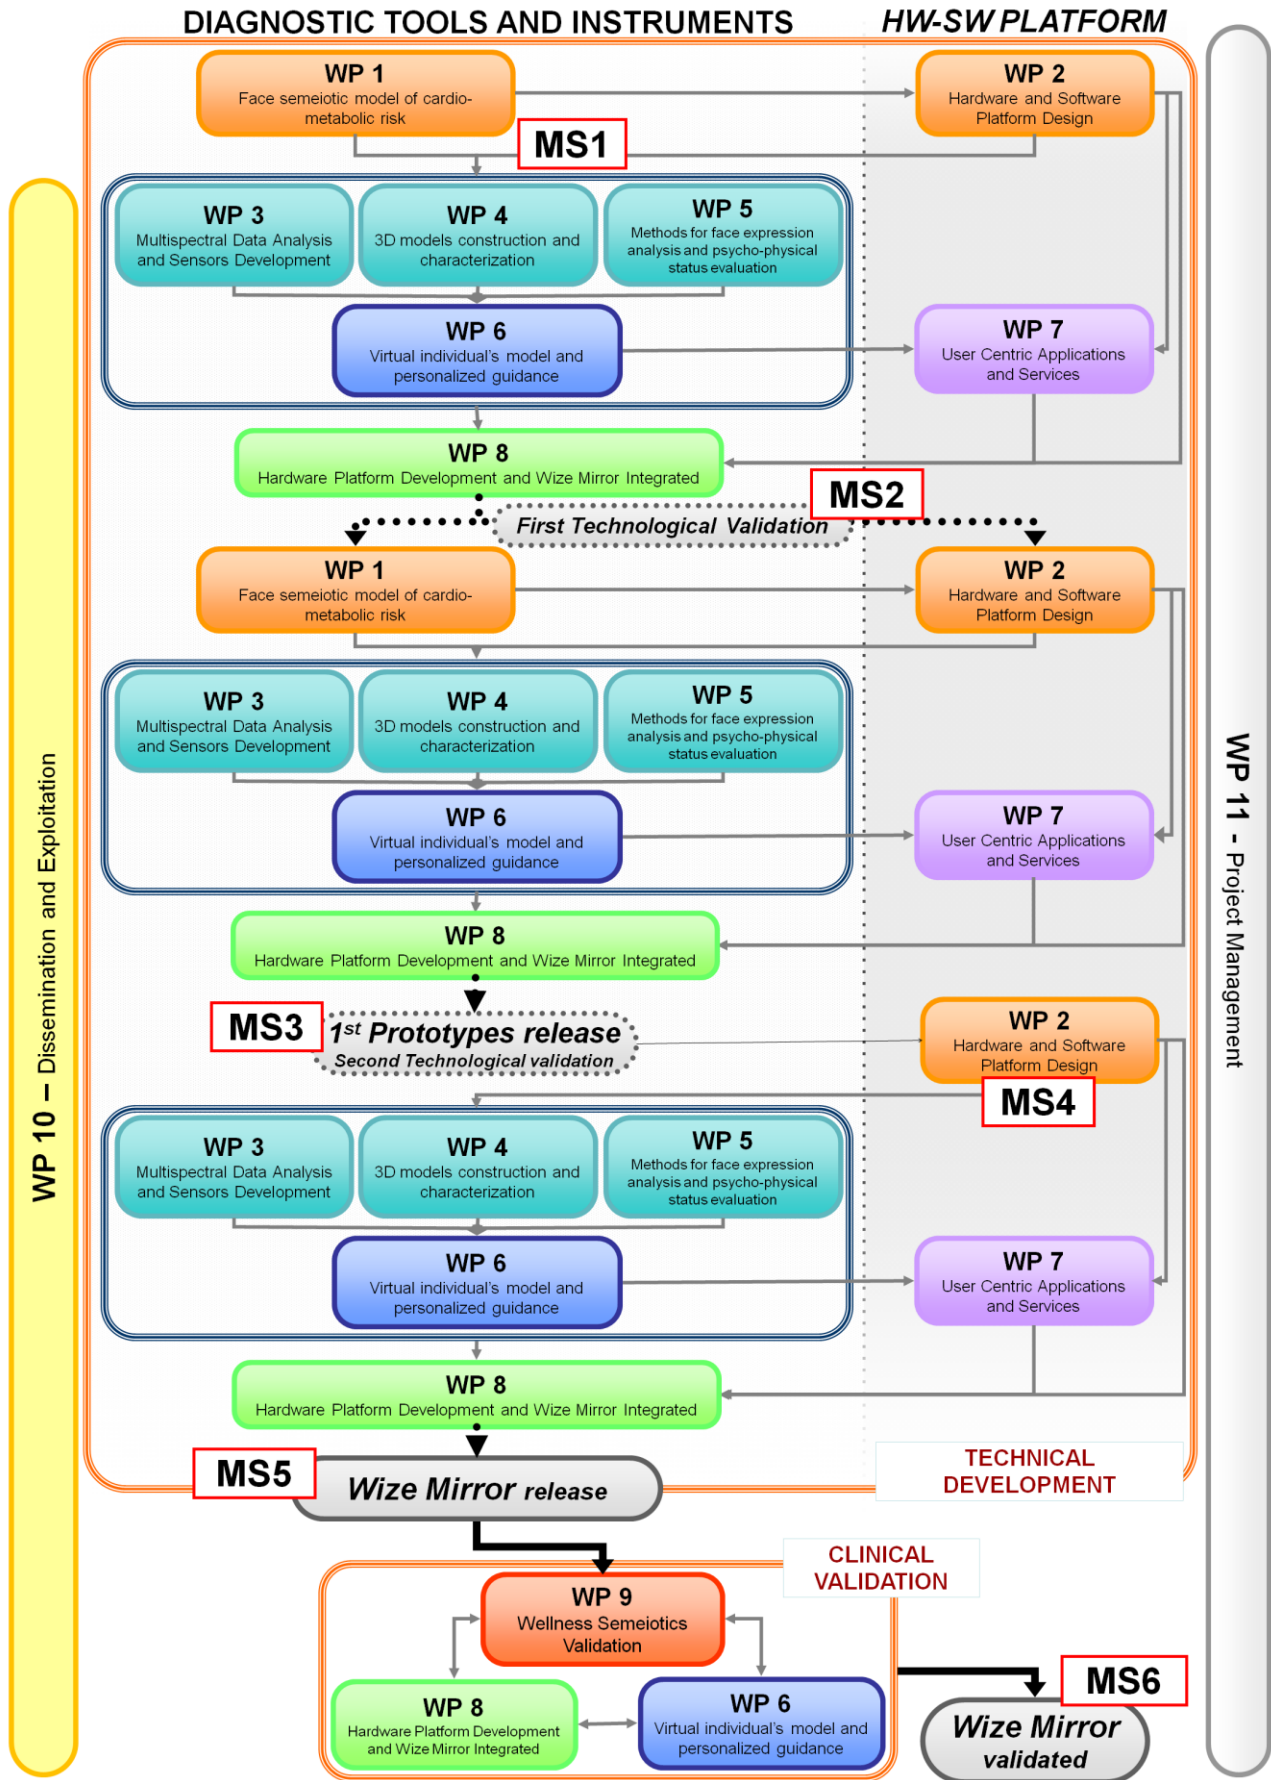 DIAGNOSTIC TOOLS AND INSTRUMENTS
HW-SW PLATFORM
WP 1
Face semeiotic model of cardio-
metabolic risk
WP 2
Hardware and Software
Platform Design
MS1
WP 3
Multispectral Data Analysis
and Sensors Development
WP 4
3D models construction and
characterization
WP 5
Methods for face expression
analysis and psycho-physical
status evaluation
WP 6
Virtual individual's model and
personalized guidance
WP 7
User Centric Applications
and Services
WP 8
Hardware Platform Development and Wize Mirror Integrated
MS2
First Technological Validation
WP 1
Face semeiotic model of cardio-
metabolic risk
WP 2
Hardware and Software
Platform Design
WP 3
Multispectral Data Analysis
and Sensors Development
WP 4
3D models construction and
characterization
WP 5
Methods for face expression
analysis and psycho-physical
status evaluation
WP 6
Virtual individual's model and
personalized guidance
WP 7
User Centric Applications
and Services
WP 8
Hardware Platform Development and Wize Mirror Integrated
MS3
1st Prototypes release
Second Technological validation
WP 2
Hardware and Software
Platform Design
MS4
WP 3
Multispectral Data Analysis
and Sensors Development
WP 4
3D models construction and
characterization
WP 5
Methods for face expression
analysis and psycho-physical
status evaluation
WP 6
Virtual individual's model and
personalized guidance
WP 7
User Centric Applications
and Services
WP 8
Hardware Platform Development and Wize Mirror Integrated
MS5
Wize Mirror release
TECHNICAL
DEVELOPMENT
CLINICAL
VALIDATION
WP 9
Wellness Semeiotics
Validation
WP 8
Hardware Platform Development
and Wize Mirror Integrated
WP 6
Virtual individual's model and
personalized guidance
MS6
Wize Mirror
validated
WP 10 – Dissemination and Exploitation
WP 11 - Project Management